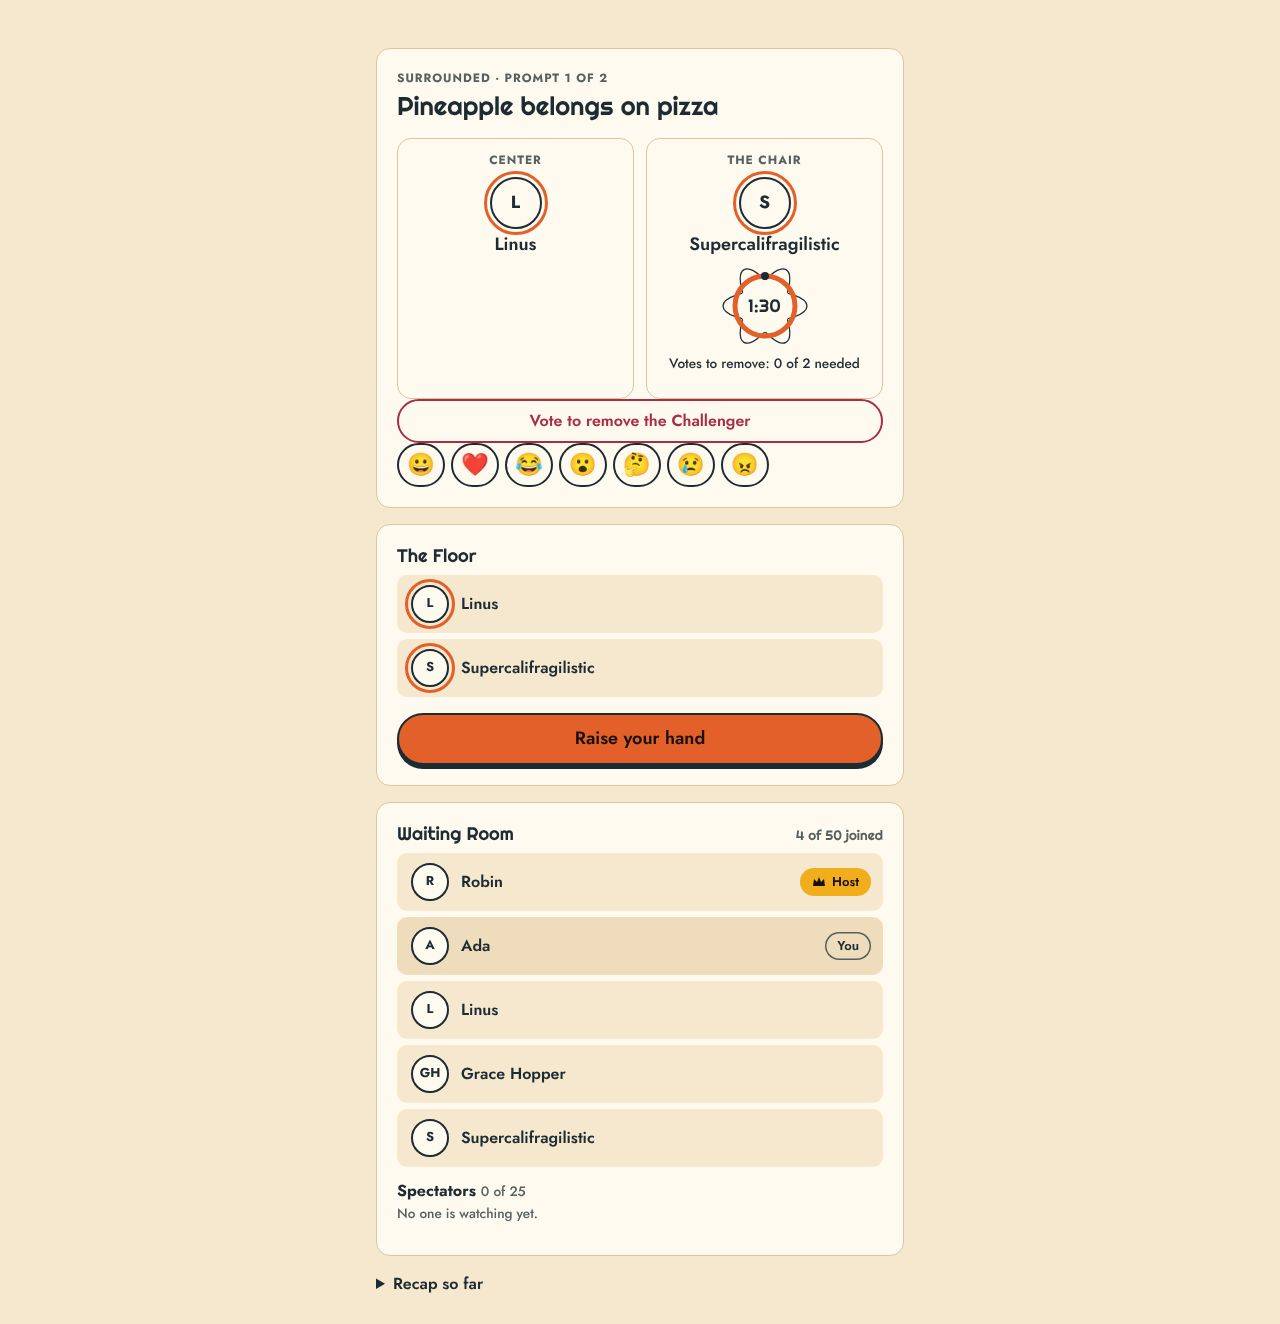 SURROUNDED · PROMPT 1 OF 2
Pineapple belongs on pizza
CENTER
L
Linus
THE CHAIR
S
Supercalifragilistic
1:30
Votes to remove: 0 of 2 needed
Vote to remove the Challenger
The Floor
L Linus
S Supercalifragilistic
Raise your hand
Waiting Room 4 of 50 joined
R Robin Host
A Ada You
L Linus
GH Grace Hopper
S Supercalifragilistic
Spectators 0 of 25
No one is watching yet.
Recap so far